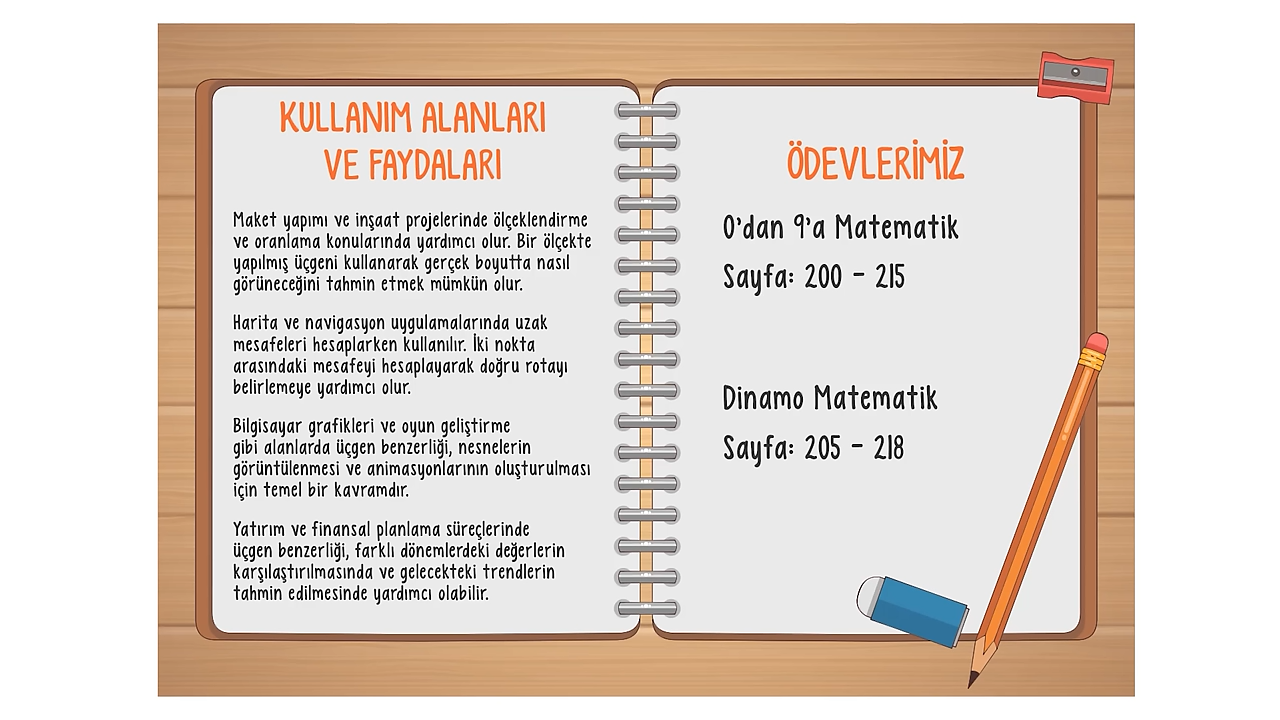 KULLANIM ALANLARI
VE FAYDALARI
Maket yapımı ve inşaat projelerinde ölçeklendirme
ve oranlama konularında yardımcı olur. Bir ölçekte
yapılmış üçgeni kullanarak gerçek boyutta nasıl
görüneceğini tahmin etmek mümkün olur.
Harita ve navigasyon uygulamalarında uzak
mesafeleri hesaplarken kullanılır. İki nokta
arasındaki mesafeyi hesaplayarak doğru rotayı
belirlemeye yardımcı olur.
Bilgisayar grafikleri ve oyun geliştirme
gibi alanlarda üçgen benzerliği, nesnelerin
görüntülenmesi ve animasyonlarının oluşturulması
için temel bir kavramdır.
Yatırım ve finansal planlama süreçlerinde
üçgen benzerliği, farklı dönemlerdeki değerlerin
karşılaştırılmasında ve gelecekteki trendlerin
tahmin edilmesinde yardımcı olabilir.
ÖDEVLERİMİZ
0'dan 9'a Matematik
Sayfa: 200 - 215
Dinamo Matematik
Sayfa: 205 - 218